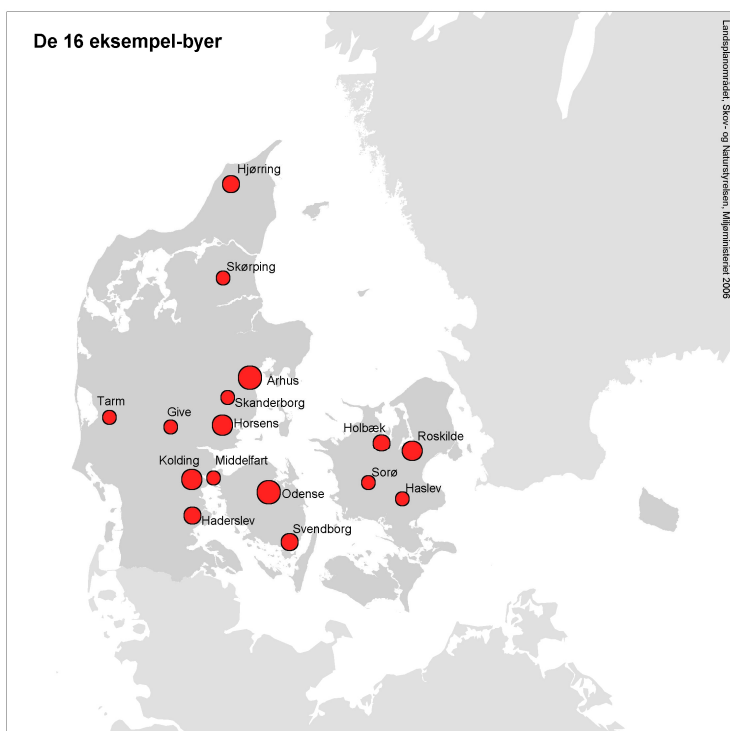 De 16 eksempel-byer
Landsplanområdet, Skov- og Naturstyrelsen, Miljøministeriet 2006
Hjørring
Skørping
Århus
Skanderborg
Tarm
Give
Horsens
Holbæk
Roskilde
Kolding
Middelfart
Sorø
Haslev
Odense
Haderslev
Svendborg